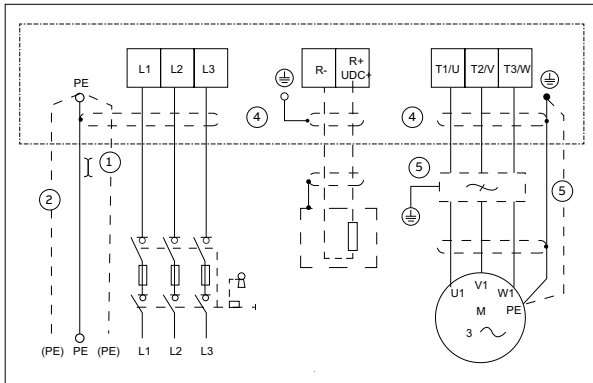 L1 L2 L3
R- R+
UDC+
T1/U T2/V T3/W
PE
4 4
1
5
2 5
U1 V1 W1
PE
M
3
(PE) PE (PE) L1 L2 L3